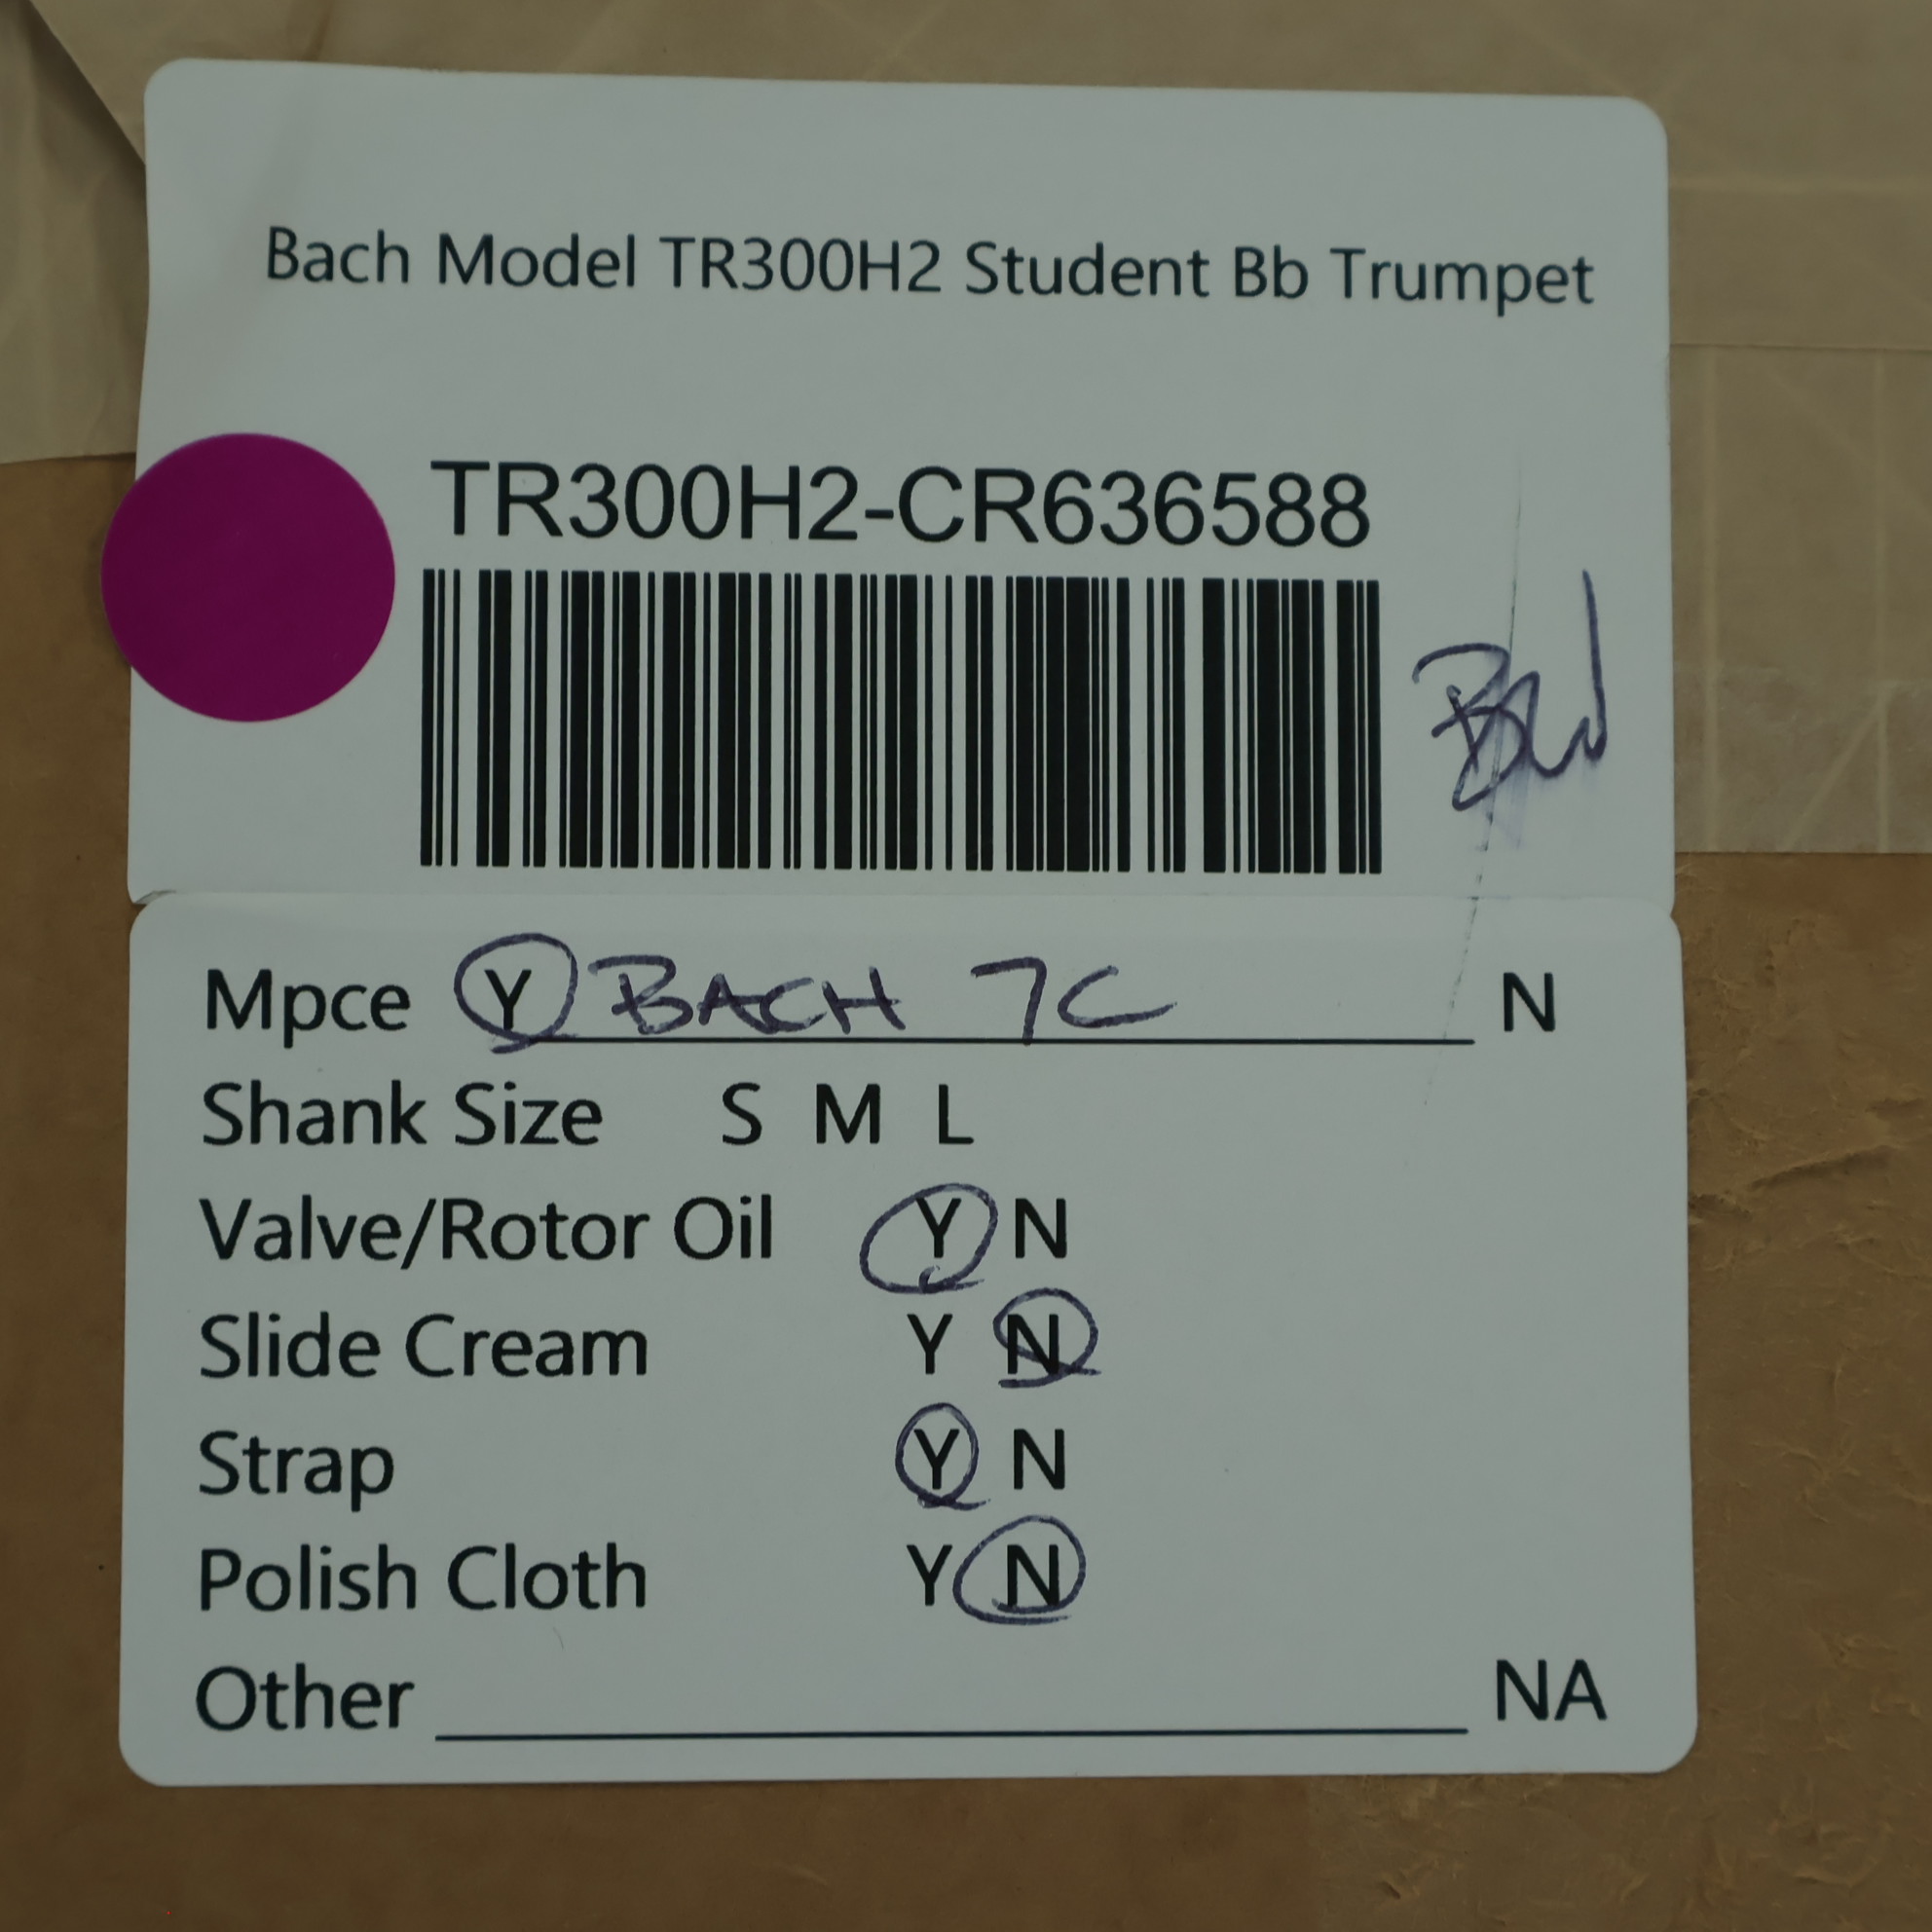 Bach Model TR300H2 Student Bb Trumpet
TR300H2-CR636588
Mpce Y BACH 7C N
Shank Size S M L
Valve/Rotor Oil Y N
Slide Cream Y N
Strap Y N
Polish Cloth Y N
Other NA